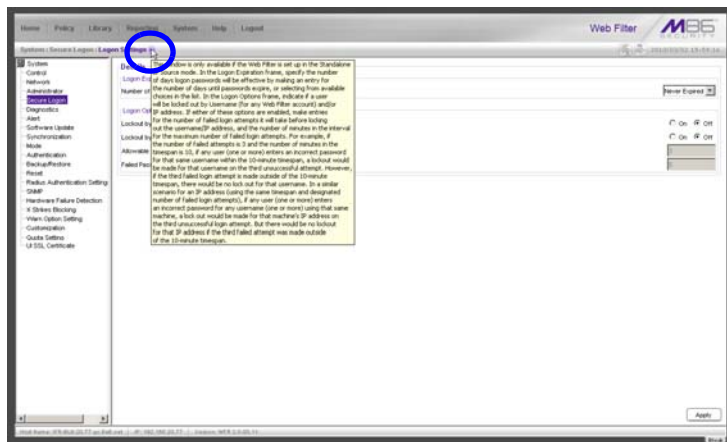 Home Policy Library Reporting System Help Logout
Web Filter
M86
SECURITY
System : Secure Logon : Logon Settings
System
Control
Network
Administrator
Secure Logon
Diagnostics
Alert
Software Update
Synchronization
Mode
Authentication
Backup/Restore
Reset
Radius Authentication Setting
SNMP
Hardware Failure Detection
X Strikes Blocking
Warn Option Setting
Customization
Quota Setting
UI SSL Certificate
Logon Exp
Number of
Never Expired
Logon Opt
Lockout by
On Off
Lockout by
On Off
Allowable
Failed Pass
window is only available if the Web Filter is set up in the Standalone
or Source mode. In the Logon Expiration frame, specify the number
of days logon passwords will be effective by making an entry for
the number of days until passwords expire, or selecting from available
choices in the list. In the Logon Options frame, indicate if a user
will be locked out by Username (for any Web Filter account) and/or
IP address. If either of these options are enabled, make entries
for the number of failed login attempts it will take before locking
out the username/IP address, and the number of minutes in the interval
for the maximum number of failed login attempts. For example, if
the number of failed attempts is 3 and the number of minutes in the
timespan is 10, if any user (one or more) enters an incorrect password
for that same username within the 10-minute timespan, a lockout would
be made for that username on the third unsuccessful attempt. However,
if the third failed login attempt is made outside of the 10-minute
timespan, there would be no lock out for that username. In a similar
scenario for an IP address (using the same timespan and designated
number of failed login attempts), if any user (one or more) enters
an incorrect password for any username (one or more) using that same
machine, a lock out would be made for that machine's IP address on
the third unsuccessful login attempt. But there would be no lockout
for that IP address if the third failed attempt was made outside
of the 10-minute timespan.
Apply